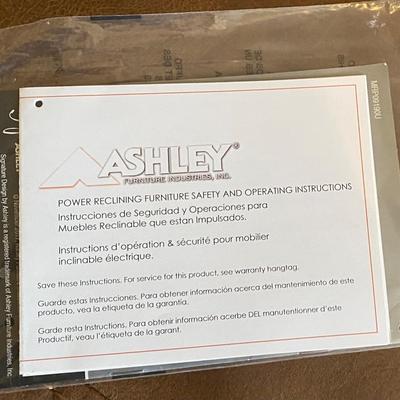 ASHLEY®
FURNITURE INDUSTRIES, INC.
POWER RECLINING FURNITURE SAFETY AND OPERATING INSTRUCTIONS
Instrucciones de Seguridad y Operaciones para
Muebles Reclinable que estan Impulsados.
Instructions d'opération & sécurité pour mobilier
inclinable électrique.
Save these Instructions. For service for this product, see warranty hangtag.
Guarde estas Instrucciones. Para obtener información acerca del mantenimiento de este
producto, vea la etiqueta de la garantía.
Garde resta Instructions. Para obtenir información acerbe DEL manutentionner d'este
Productif, veau l'étiquette de la garant.
Signature Design by Ashley is a registered trademark of Ashley Furniture Industries, Inc.
ASHLEY